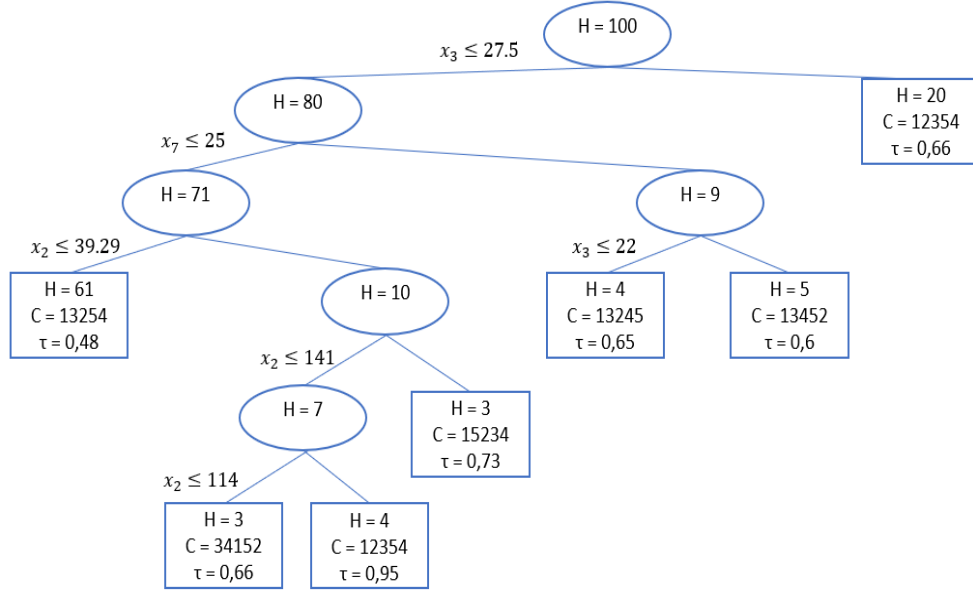 H = 100
x₃ ≤ 27.5
H = 80
H = 20
C = 12354
τ = 0,66
x₇ ≤ 25
H = 71
H = 9
x₂ ≤ 39.29
x₃ ≤ 22
H = 61
C = 13254
τ = 0,48
H = 10
H = 4
C = 13245
τ = 0,65
H = 5
C = 13452
τ = 0,6
x₂ ≤ 141
H = 7
H = 3
C = 15234
τ = 0,73
x₂ ≤ 114
H = 3
C = 34152
τ = 0,66
H = 4
C = 12354
τ = 0,95